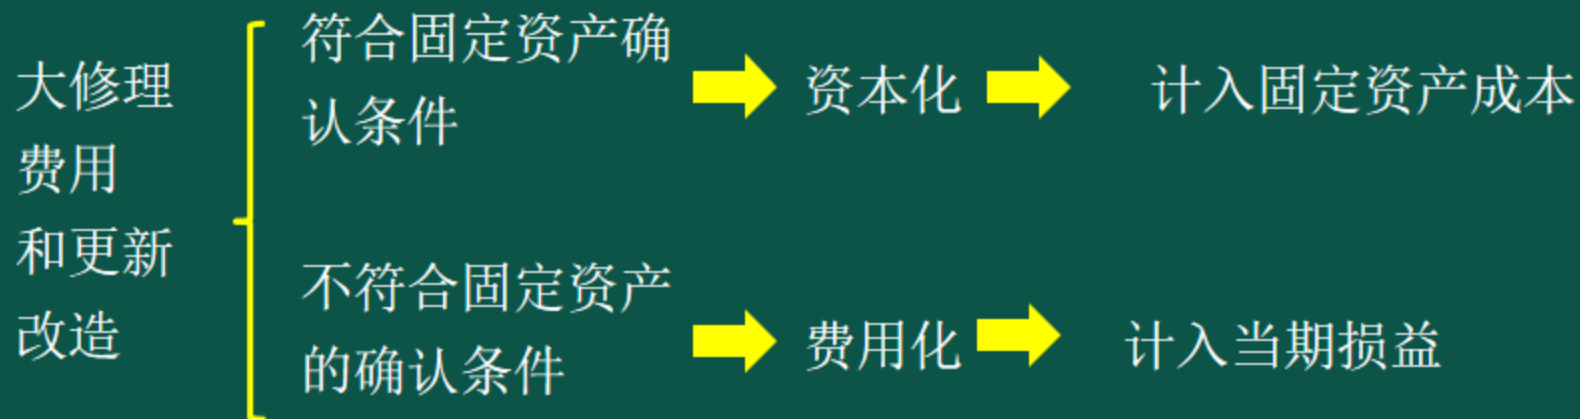 大修理
费用
和更新
改造
符合固定资产确
认条件
资本化
计入固定资产成本
不符合固定资产
的确认条件
费用化
计入当期损益